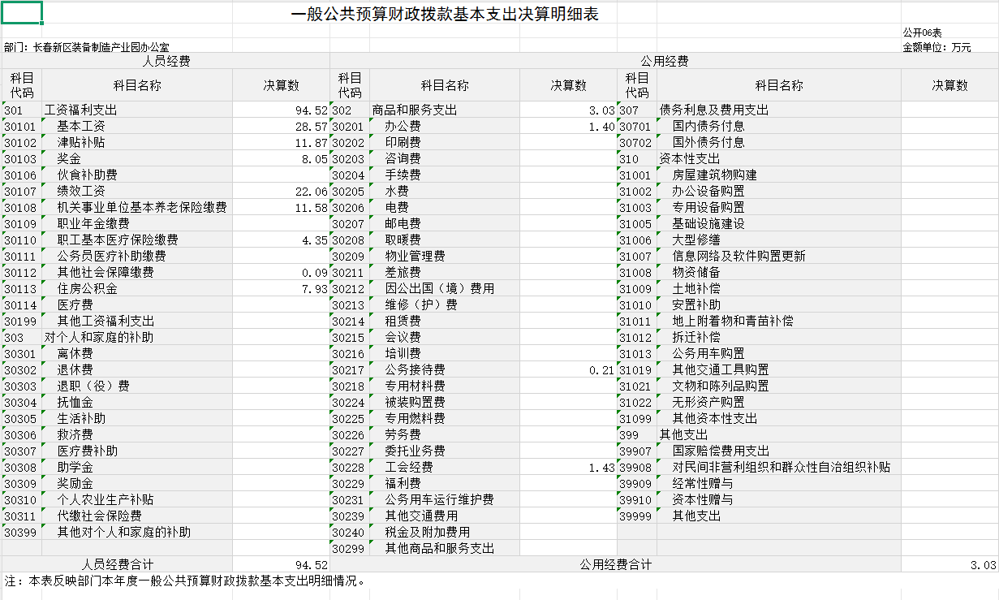 一般公共预算财政拨款基本支出决算明细表
公开06表
部门：长春新区装备制造产业园办公室 金额单位：万元
人员经费 公用经费
科目代码 科目名称 决算数 科目代码 科目名称 决算数 科目代码 科目名称 决算数
301 工资福利支出 94.52 302 商品和服务支出 3.03 307 债务利息及费用支出
30101 基本工资 28.57 30201 办公费 1.40 30701 国内债务付息
30102 津贴补贴 11.87 30202 印刷费 30702 国外债务付息
30103 奖金 8.05 30203 咨询费 310 资本性支出
30106 伙食补助费 30204 手续费 31001 房屋建筑物购建
30107 绩效工资 22.06 30205 水费 31002 办公设备购置
30108 机关事业单位基本养老保险缴费 11.58 30206 电费 31003 专用设备购置
30109 职业年金缴费 30207 邮电费 31005 基础设施建设
30110 职工基本医疗保险缴费 4.35 30208 取暖费 31006 大型修缮
30111 公务员医疗补助缴费 30209 物业管理费 31007 信息网络及软件购置更新
30112 其他社会保障缴费 0.09 30211 差旅费 31008 物资储备
30113 住房公积金 7.93 30212 因公出国（境）费用 31009 土地补偿
30114 医疗费 30213 维修（护）费 31010 安置补助
30199 其他工资福利支出 30214 租赁费 31011 地上附着物和青苗补偿
303 对个人和家庭的补助 30215 会议费 31012 拆迁补偿
30301 离休费 30216 培训费 31013 公务用车购置
30302 退休费 30217 公务接待费 0.21 31019 其他交通工具购置
30303 退职（役）费 30218 专用材料费 31021 文物和陈列品购置
30304 抚恤金 30224 被装购置费 31022 无形资产购置
30305 生活补助 30225 专用燃料费 31099 其他资本性支出
30306 救济费 30226 劳务费 399 其他支出
30307 医疗费补助 30227 委托业务费 39907 国家赔偿费用支出
30308 助学金 30228 工会经费 1.43 39908 对民间非营利组织和群众性自治组织补贴
30309 奖励金 30229 福利费 39909 经常性赠与
30310 个人农业生产补贴 30231 公务用车运行维护费 39910 资本性赠与
30311 代缴社会保险费 30239 其他交通费用 39999 其他支出
30399 其他对个人和家庭的补助 30240 税金及附加费用
30299 其他商品和服务支出
人员经费合计 94.52 公用经费合计 3.03
注：本表反映部门本年度一般公共预算财政拨款基本支出明细情况。